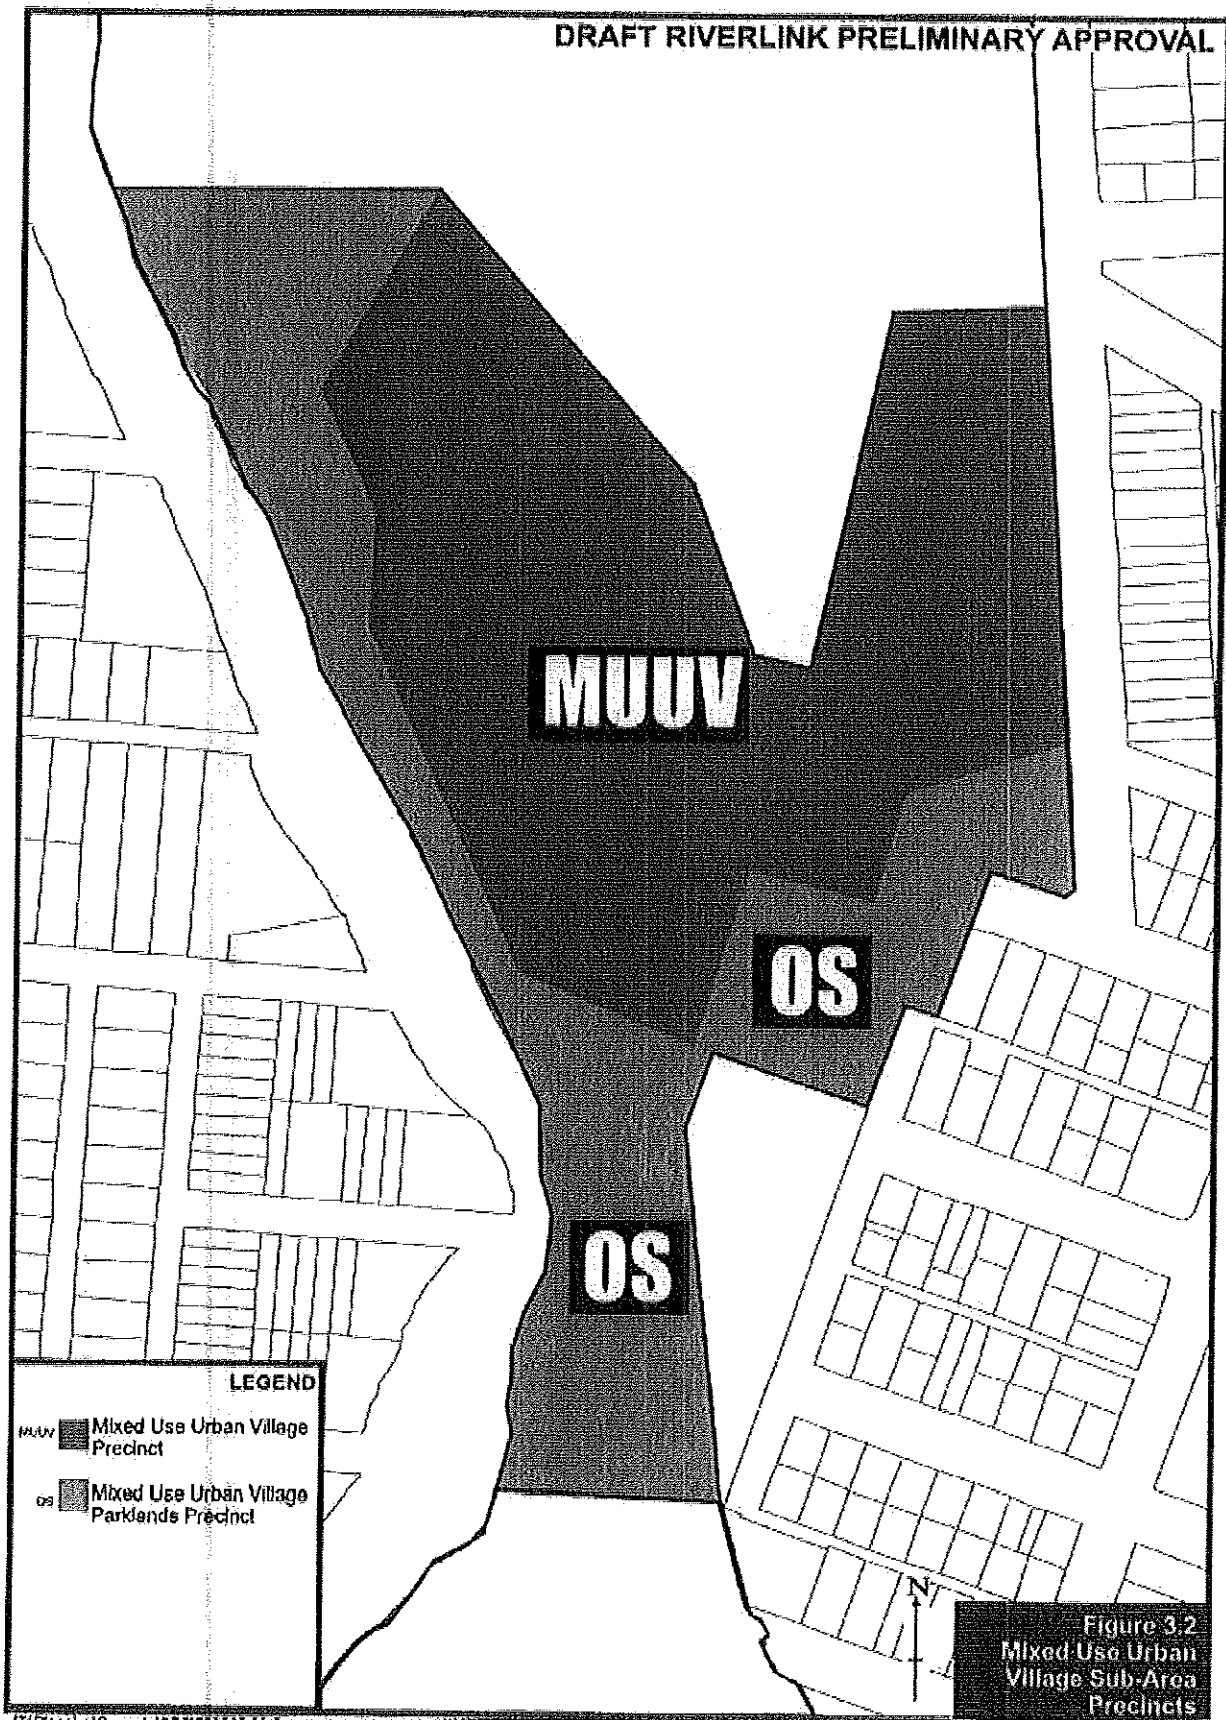 DRAFT RIVERLINK PRELIMINARY APPROVAL
MUUV
OS
OS
LEGEND
MUUV Mixed Use Urban Village
Precinct
OS Mixed Use Urban Village
Parklands Precinct
N
Figure 3.2
Mixed Use Urban
Village Sub-Area
Precincts